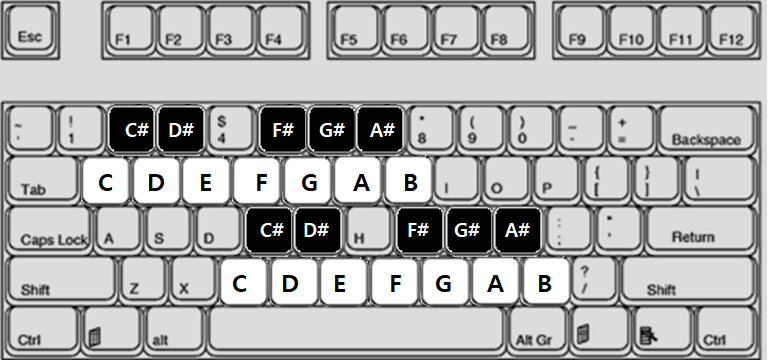 Esc F1 F2 F3 F4 F5 F6 F7 F8 F9 F10 F11 F12
~ ! C# D# $ F# G# A# * ( ) _ +
' 1 4 8 9 0 - = Backspace
Tab C D E F G A B I O P { [ } ] | \
Caps Lock A S D C# D# H F# G# A# : ; " ' Return
Shift Z X C D E F G A B ? / Shift
Ctrl alt Alt Gr Ctrl